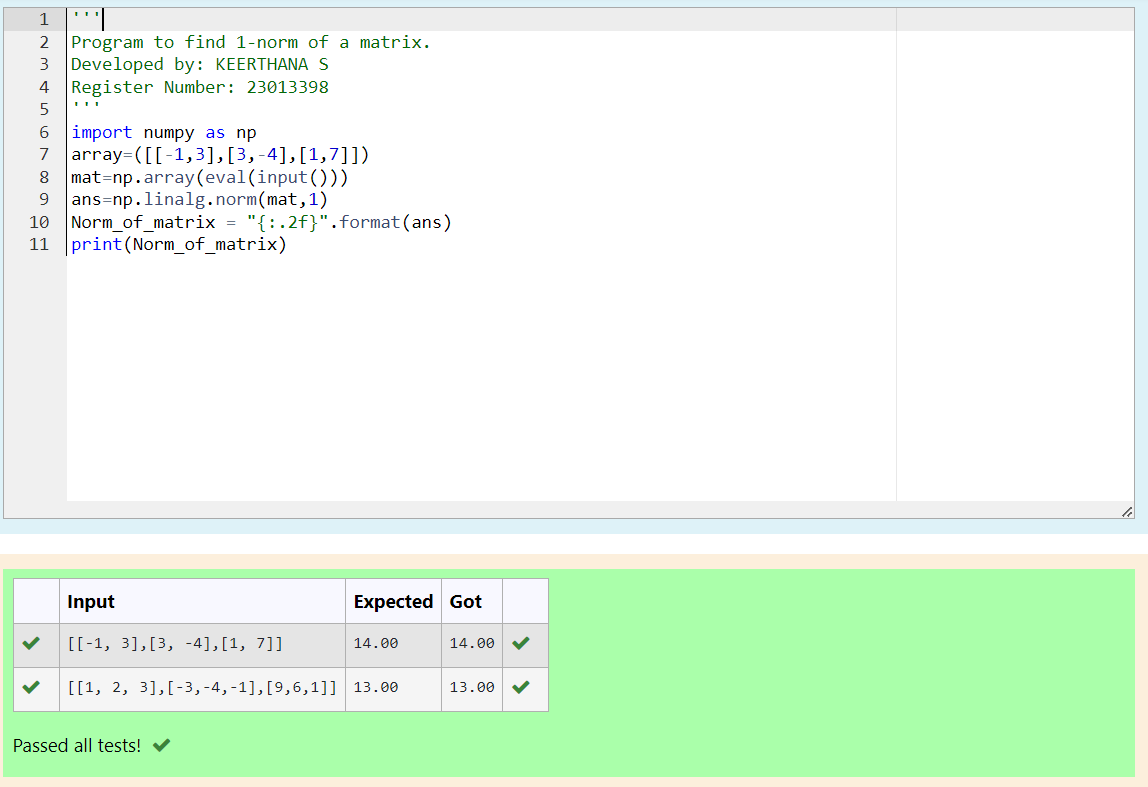 1 '''
2 Program to find 1-norm of a matrix.
3 Developed by: KEERTHANA S
4 Register Number: 23013398
5 '''
6 import numpy as np
7 array=([[-1,3],[3,-4],[1,7]])
8 mat=np.array(eval(input()))
9 ans=np.linalg.norm(mat,1)
10 Norm_of_matrix = "{:.2f}".format(ans)
11 print(Norm_of_matrix)
Input Expected Got
[[-1, 3],[3, -4],[1, 7]] 14.00 14.00
[[1, 2, 3],[-3,-4,-1],[9,6,1]] 13.00 13.00
Passed all tests!